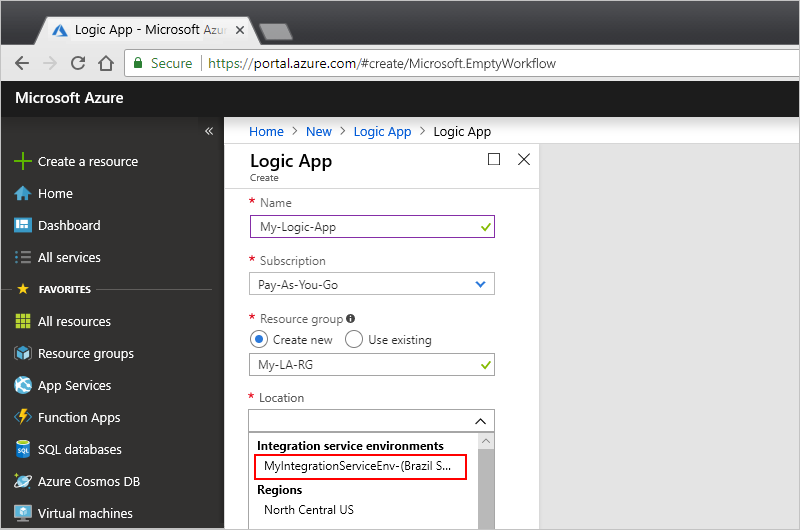 Logic App - Microsoft Azure
Secure https://portal.azure.com/#create/Microsoft.EmptyWorkflow
Microsoft Azure
«
Home > New > Logic App > Logic App
Create a resource
Home
Dashboard
All services
FAVORITES
All resources
Resource groups
App Services
Function Apps
SQL databases
Azure Cosmos DB
Virtual machines
Logic App
Create
* Name
My-Logic-App
* Subscription
Pay-As-You-Go
* Resource group
Create new Use existing
My-LA-RG
* Location
Integration service environments
MyIntegrationServiceEnv-(Brazil S...
Regions
North Central US